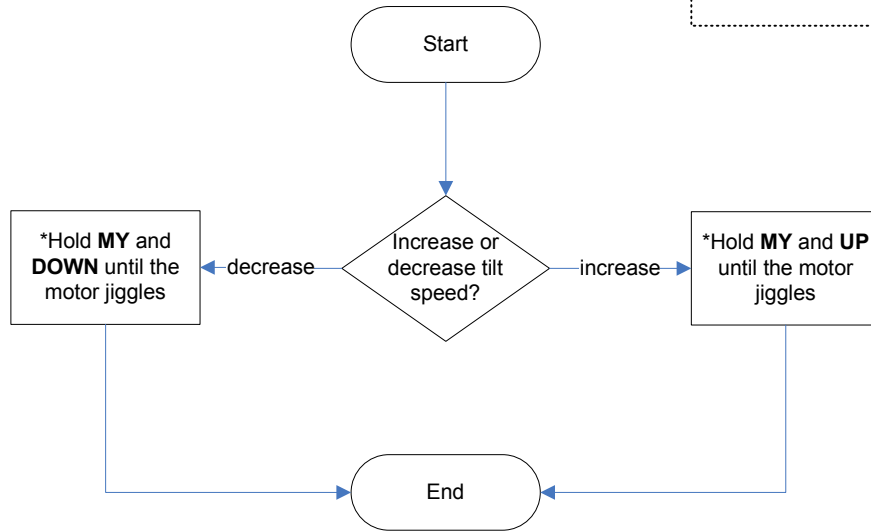 Start
*Hold MY and
DOWN until the
motor jiggles
decrease
Increase or
decrease tilt
speed?
increase
*Hold MY and UP
until the motor
jiggles
End